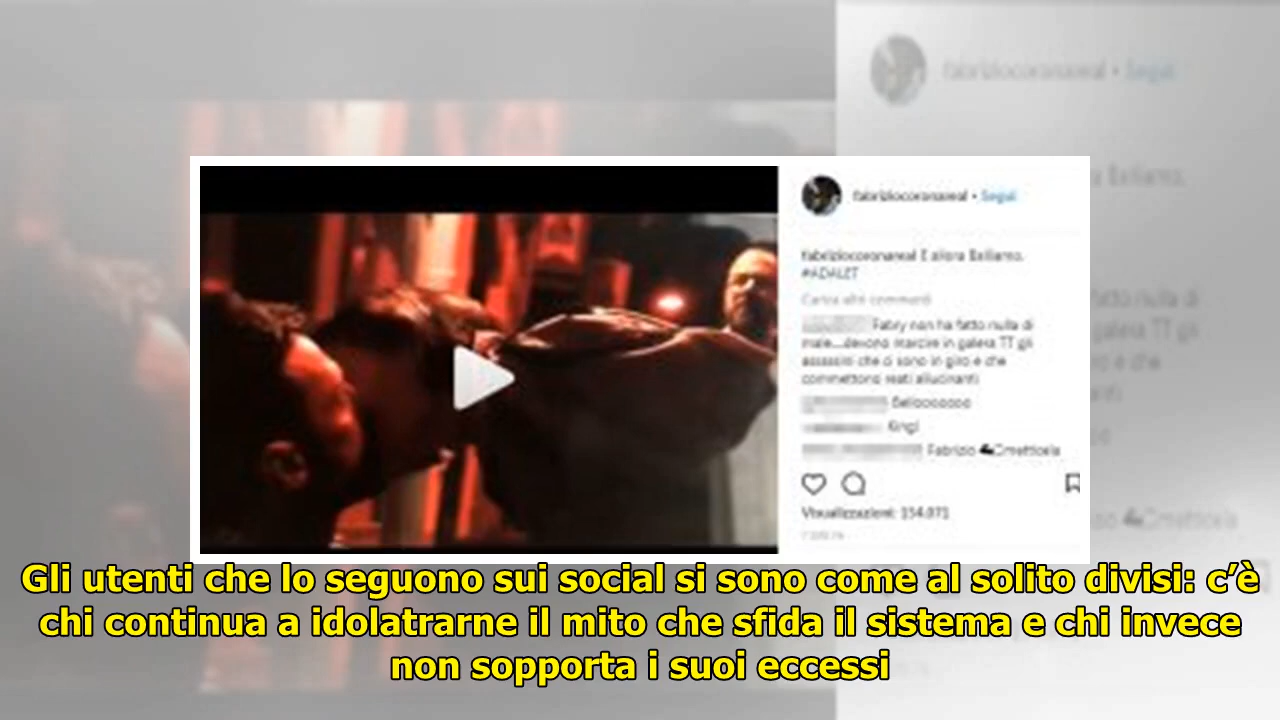 fabriziocoronareal • Segui
fabriziocoronareal E allora Balliamo.
#ADALET
Carica altri commenti
Fabry non ha fatto nulla di
male....devono marcire in galera TT gli
assassini che ci sono in giro e che
commettono reati allucinanti
King!
Fabrizio
Visualizzazioni: 154.071
Gli utenti che lo seguono sui social si sono come al solito divisi: c’è
chi continua a idolatrarne il mito che sfida il sistema e chi invece
non sopporta i suoi eccessi